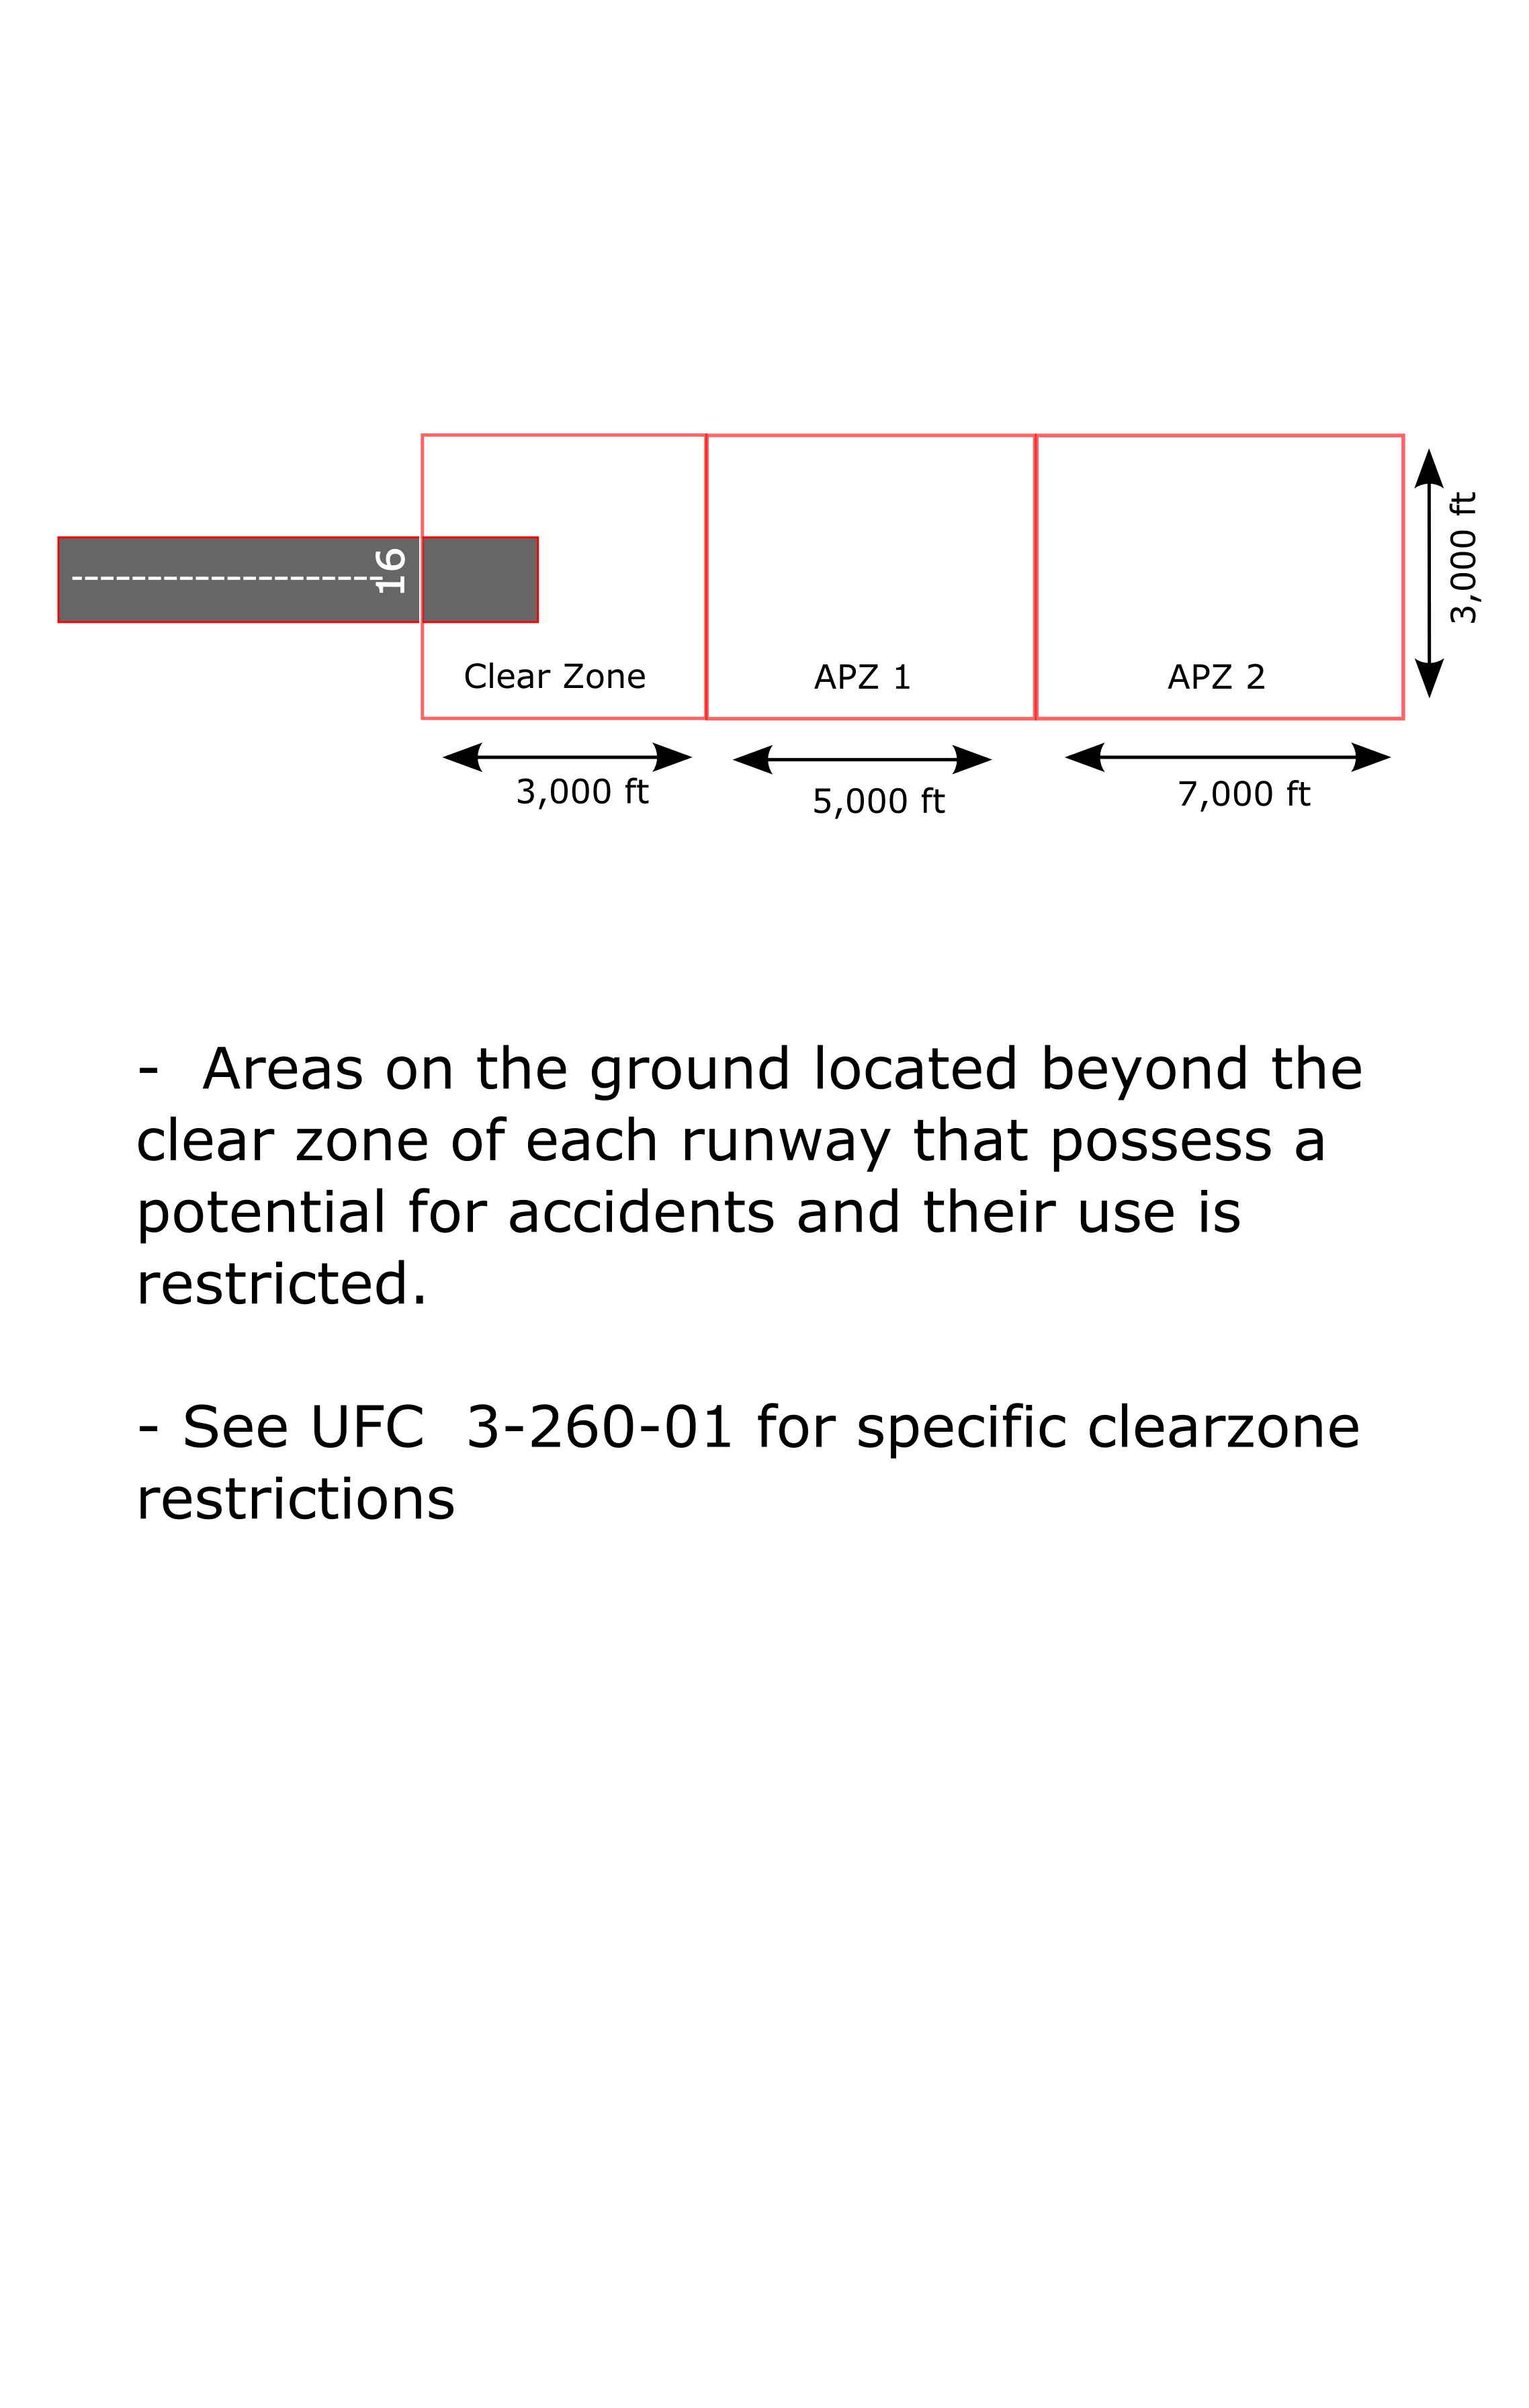 16
Clear Zone
APZ 1
APZ 2
3,000 ft
3,000 ft
5,000 ft
7,000 ft
-  Areas on the ground located beyond the
clear zone of each runway that possess a
potential for accidents and their use is
restricted.
- See UFC  3-260-01 for specific clearzone
restrictions